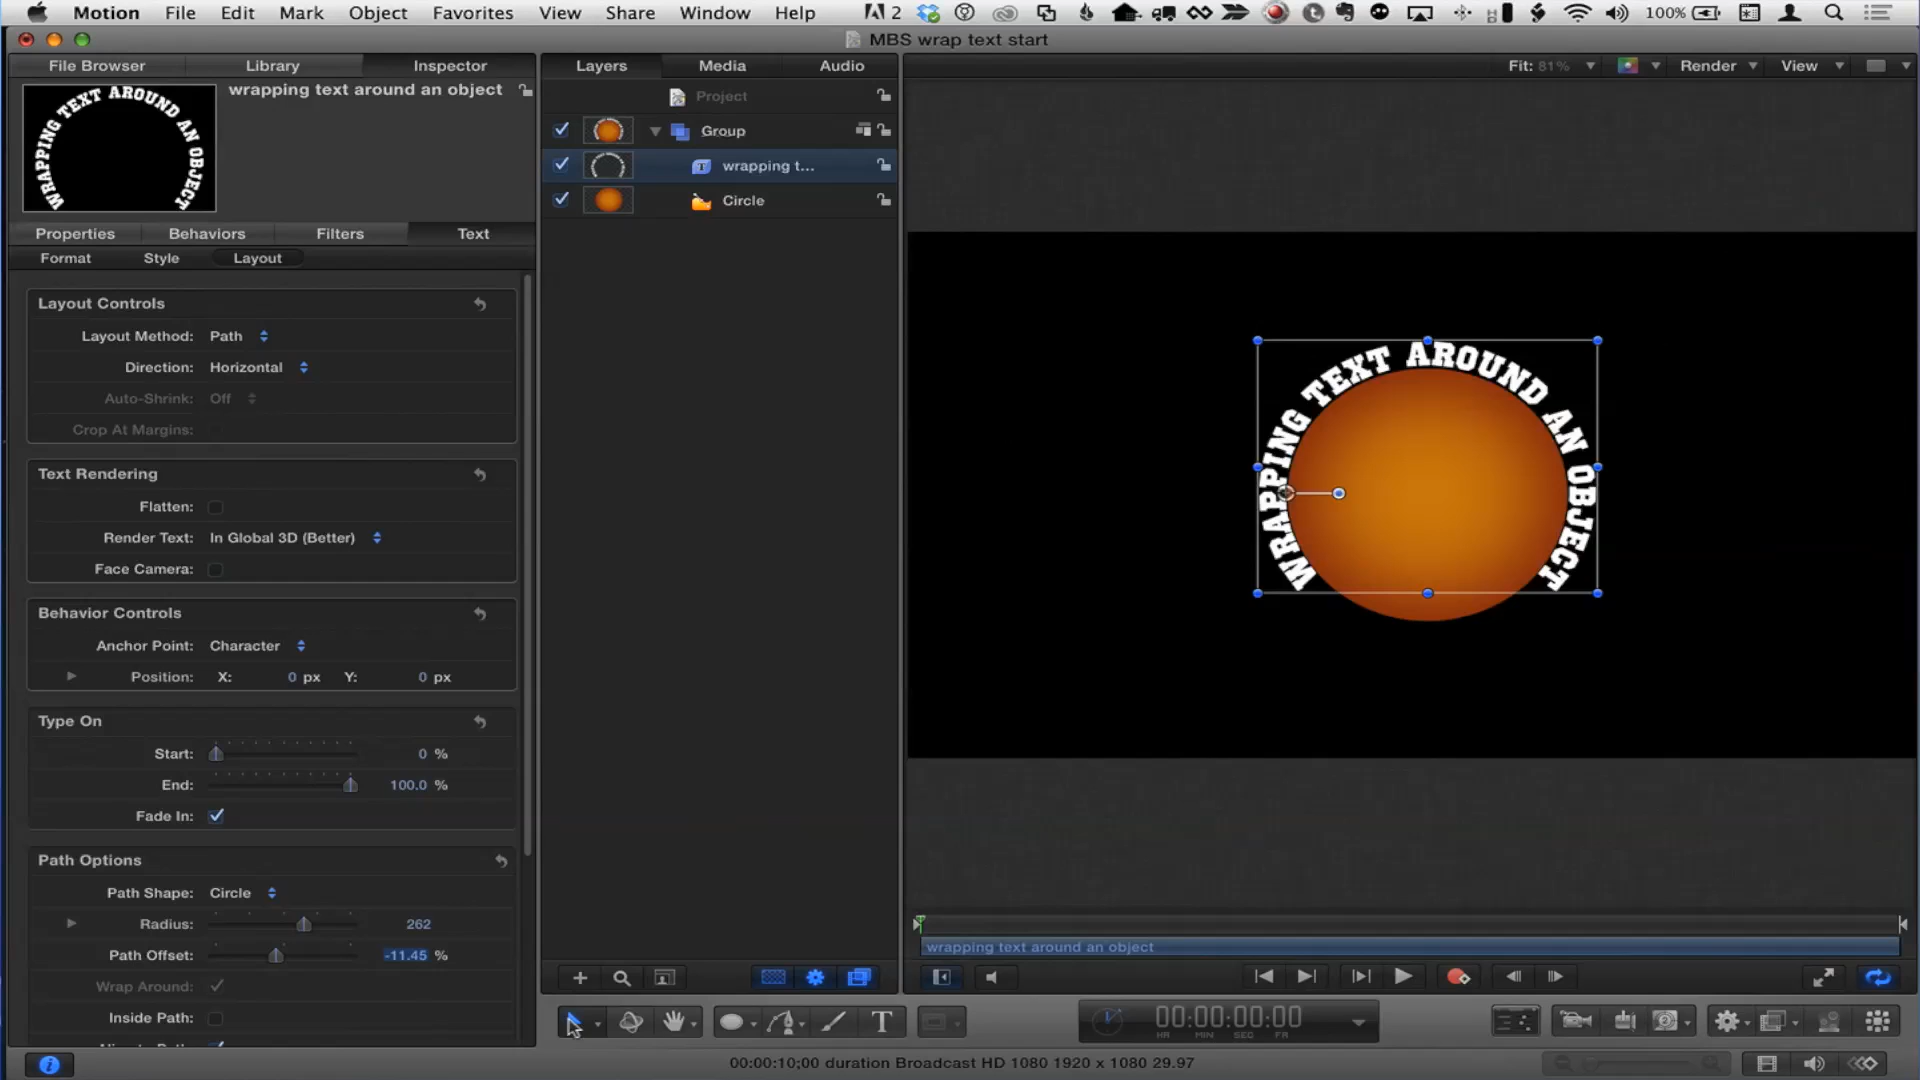 Motion File Edit Mark Object Favorites View Share Window Help 2 100%
MBS wrap text start
File Browser Library Inspector
wrapping text around an object
WRAPPING TEXT AROUND AN OBJECT
Properties Behaviors Filters Text
Format Style Layout
Layout Controls
Layout Method: Path
Direction: Horizontal
Auto-Shrink: Off
Crop At Margins:
Text Rendering
Flatten:
Render Text: In Global 3D (Better)
Face Camera:
Behavior Controls
Anchor Point: Character
Position: X: 0 px Y: 0 px
Type On
Start: 0 %
End: 100.0 %
Fade In:
Path Options
Path Shape: Circle
Radius: 262
Path Offset: -11.45 %
Wrap Around:
Inside Path:
Layers Media Audio
Project
Group
wrapping t...
Circle
Fit: 81% Render View
WRAPPING TEXT AROUND AN OBJECT
wrapping text around an object
T
00:00:00:00
HR MIN SEC FR
00:00:10;00 duration Broadcast HD 1080 1920 x 1080 29.97